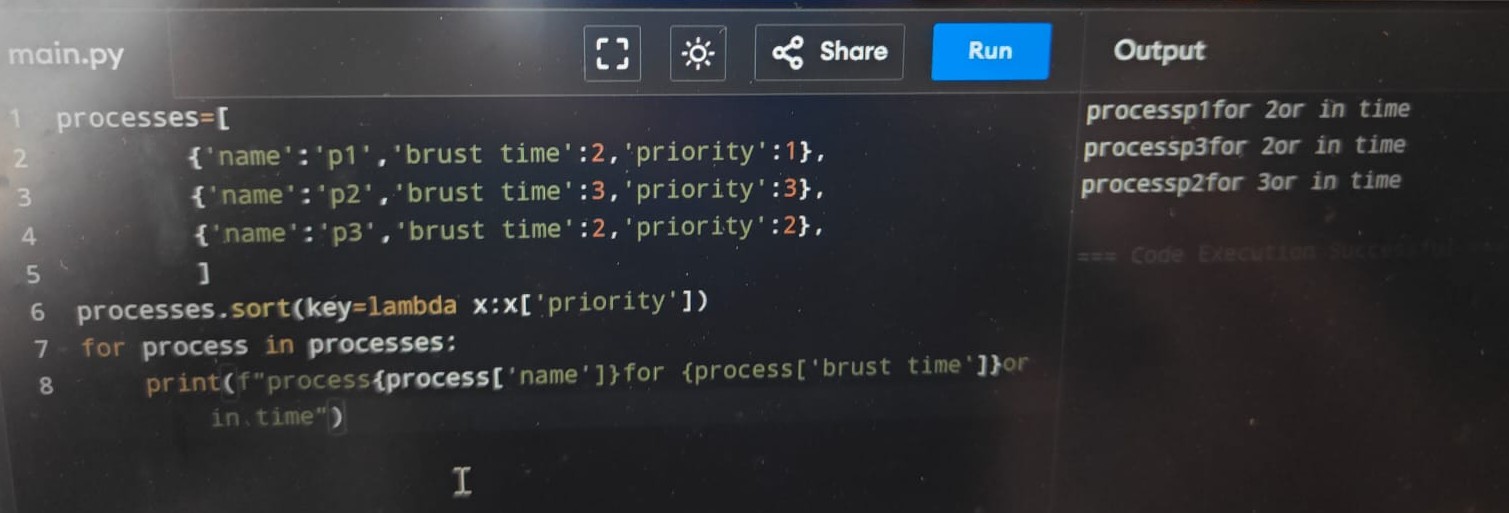 main.py
Share
Run
Output
1 processes=[
2 {'name':'p1','brust time':2,'priority':1},
3 {'name':'p2','brust time':3,'priority':3},
4 {'name':'p3','brust time':2,'priority':2},
5 ]
6 processes.sort(key=lambda x:x['priority'])
7 for process in processes:
8 print(f"process{process['name']}for {process['brust time']}or
in time")
processp1for 2or in time
processp3for 2or in time
processp2for 3or in time
=== Code Execution Successful ===